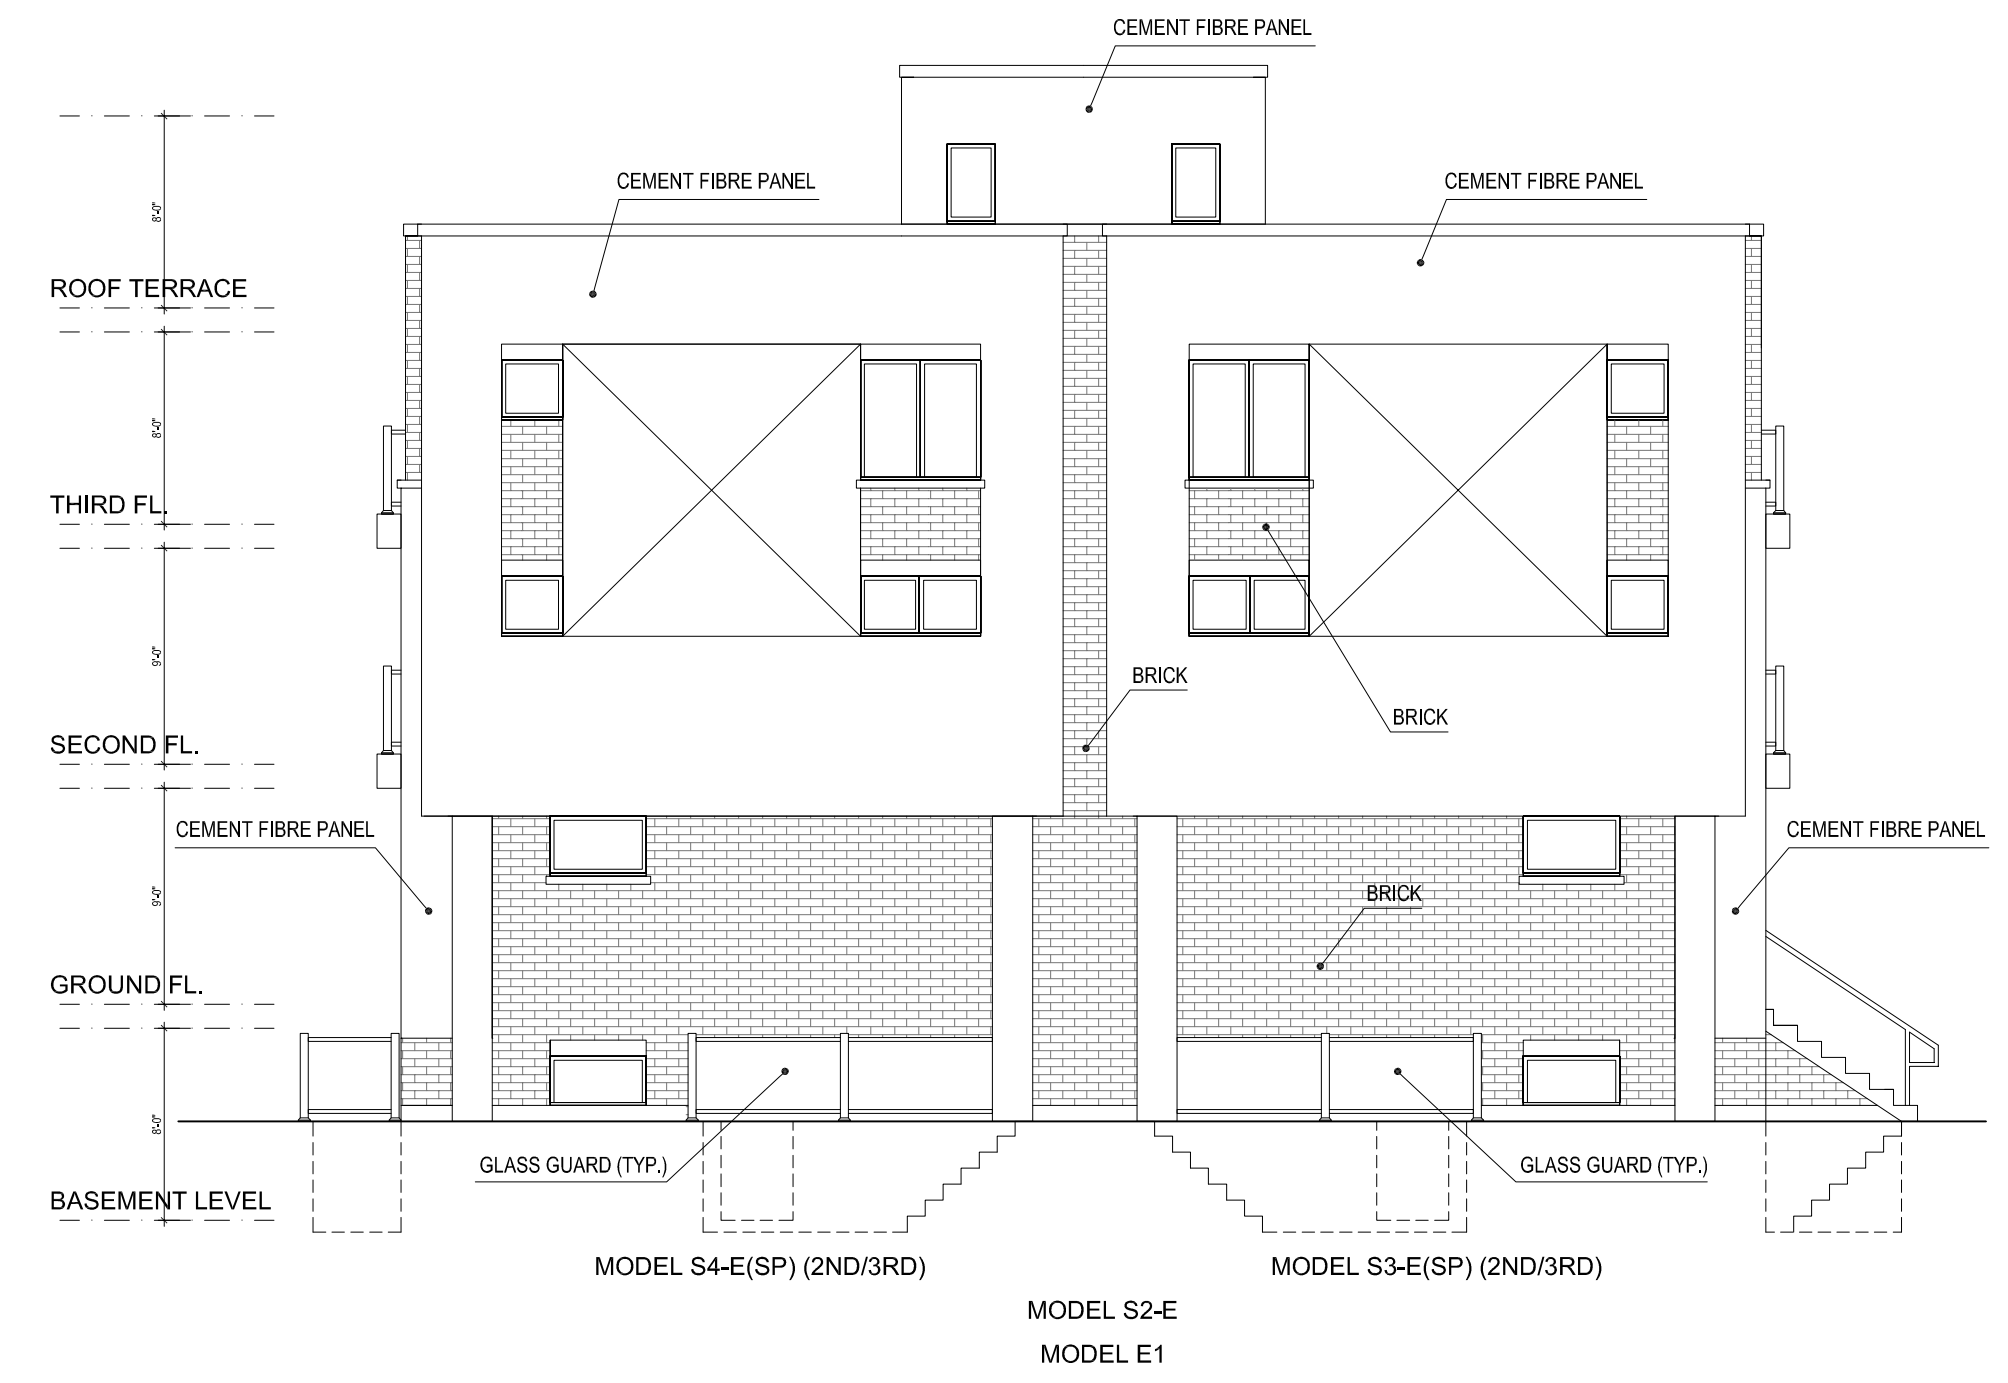 CEMENT FIBRE PANEL
CEMENT FIBRE PANEL
CEMENT FIBRE PANEL
8'-0"
ROOF TERRACE
8'-0"
THIRD FL.
9'-0"
BRICK
BRICK
SECOND FL.
CEMENT FIBRE PANEL
CEMENT FIBRE PANEL
9'-0"
BRICK
GROUND FL.
8'-0"
GLASS GUARD (TYP.)
GLASS GUARD (TYP.)
BASEMENT LEVEL
MODEL S4-E(SP) (2ND/3RD)
MODEL S3-E(SP) (2ND/3RD)
MODEL S2-E
MODEL E1